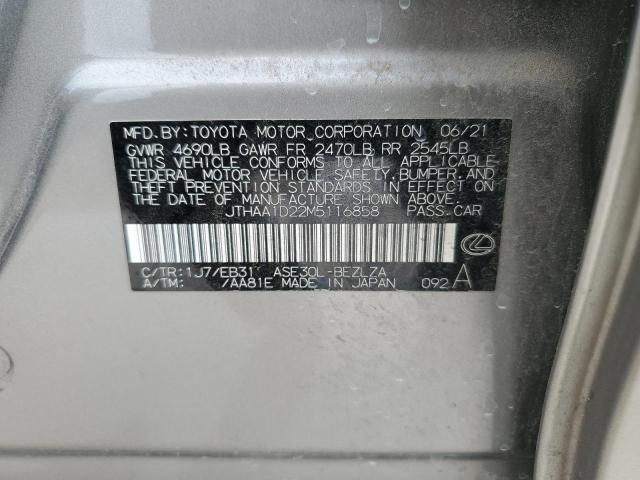 MFD.BY:TOYOTA MOTOR CORPORATION 06/21
GVWR 4690LB GAWR FR 2470LB RR 2545LB
THIS VEHICLE CONFORMS TO ALL APPLICABLE
FEDERAL MOTOR VEHICLE SAFETY,BUMPER,AND
THEFT PREVENTION STANDARDS IN EFFECT ON
THE DATE OF MANUFACTURE SHOWN ABOVE.
JTHAA1D22M5116858 PASS.CAR
C/TR:1J7/EB31 ASE30L-BEZLZA
A/TM: /AA81E MADE IN JAPAN 092 A